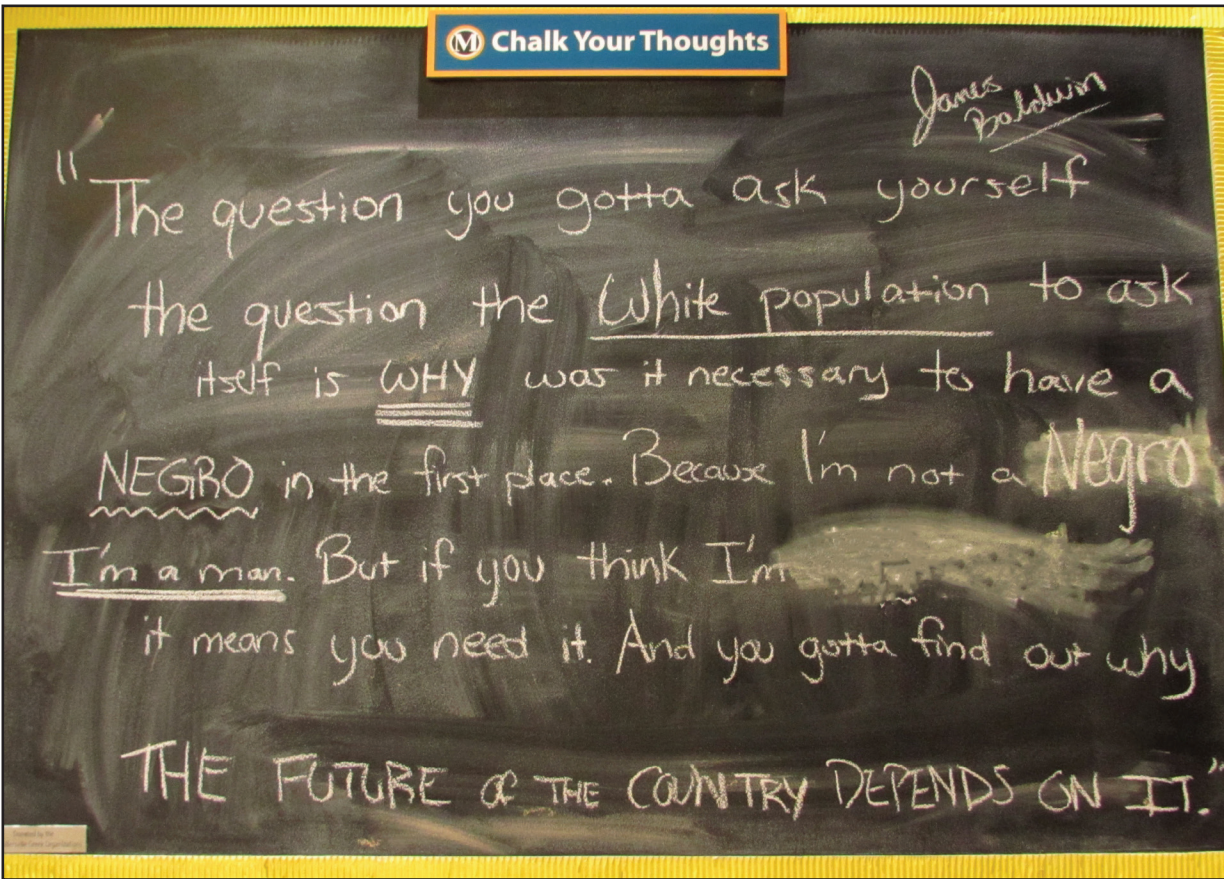 M Chalk Your Thoughts
James
Baldwin
"The question you gotta ask yourself
the question the White population to ask
itself is WHY was it necessary to have a
NEGRO in the first place. Because I'm not a Negro
I'm a man. But if you think I'm
it means you need it. And you gotta find out why
THE FUTURE of THE COUNTRY DEPENDS ON IT."